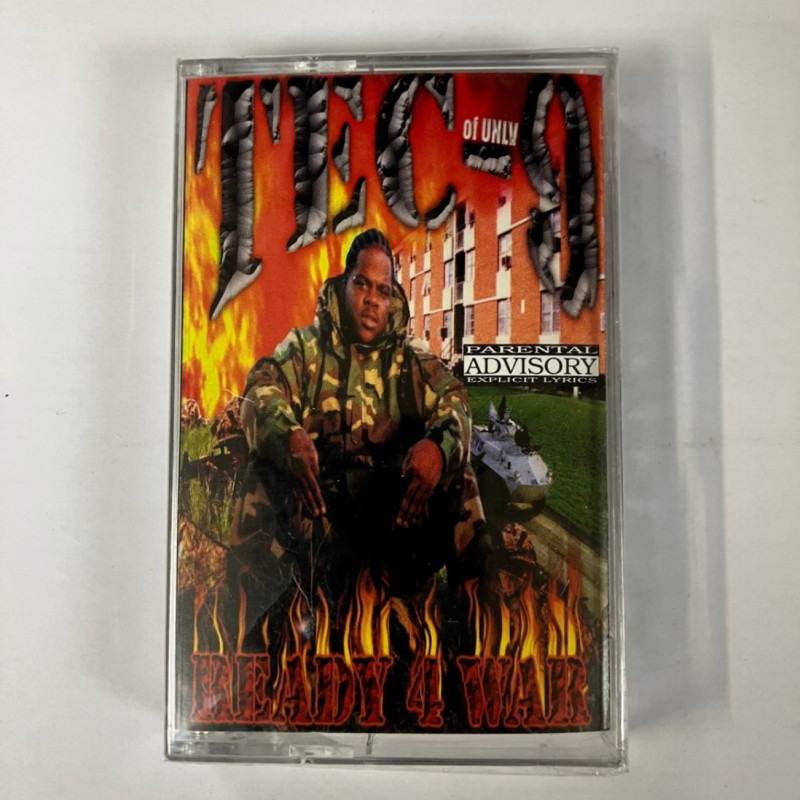 TEC-9
of UNLV
PARENTAL
ADVISORY
EXPLICIT LYRICS
READY 4 WAR